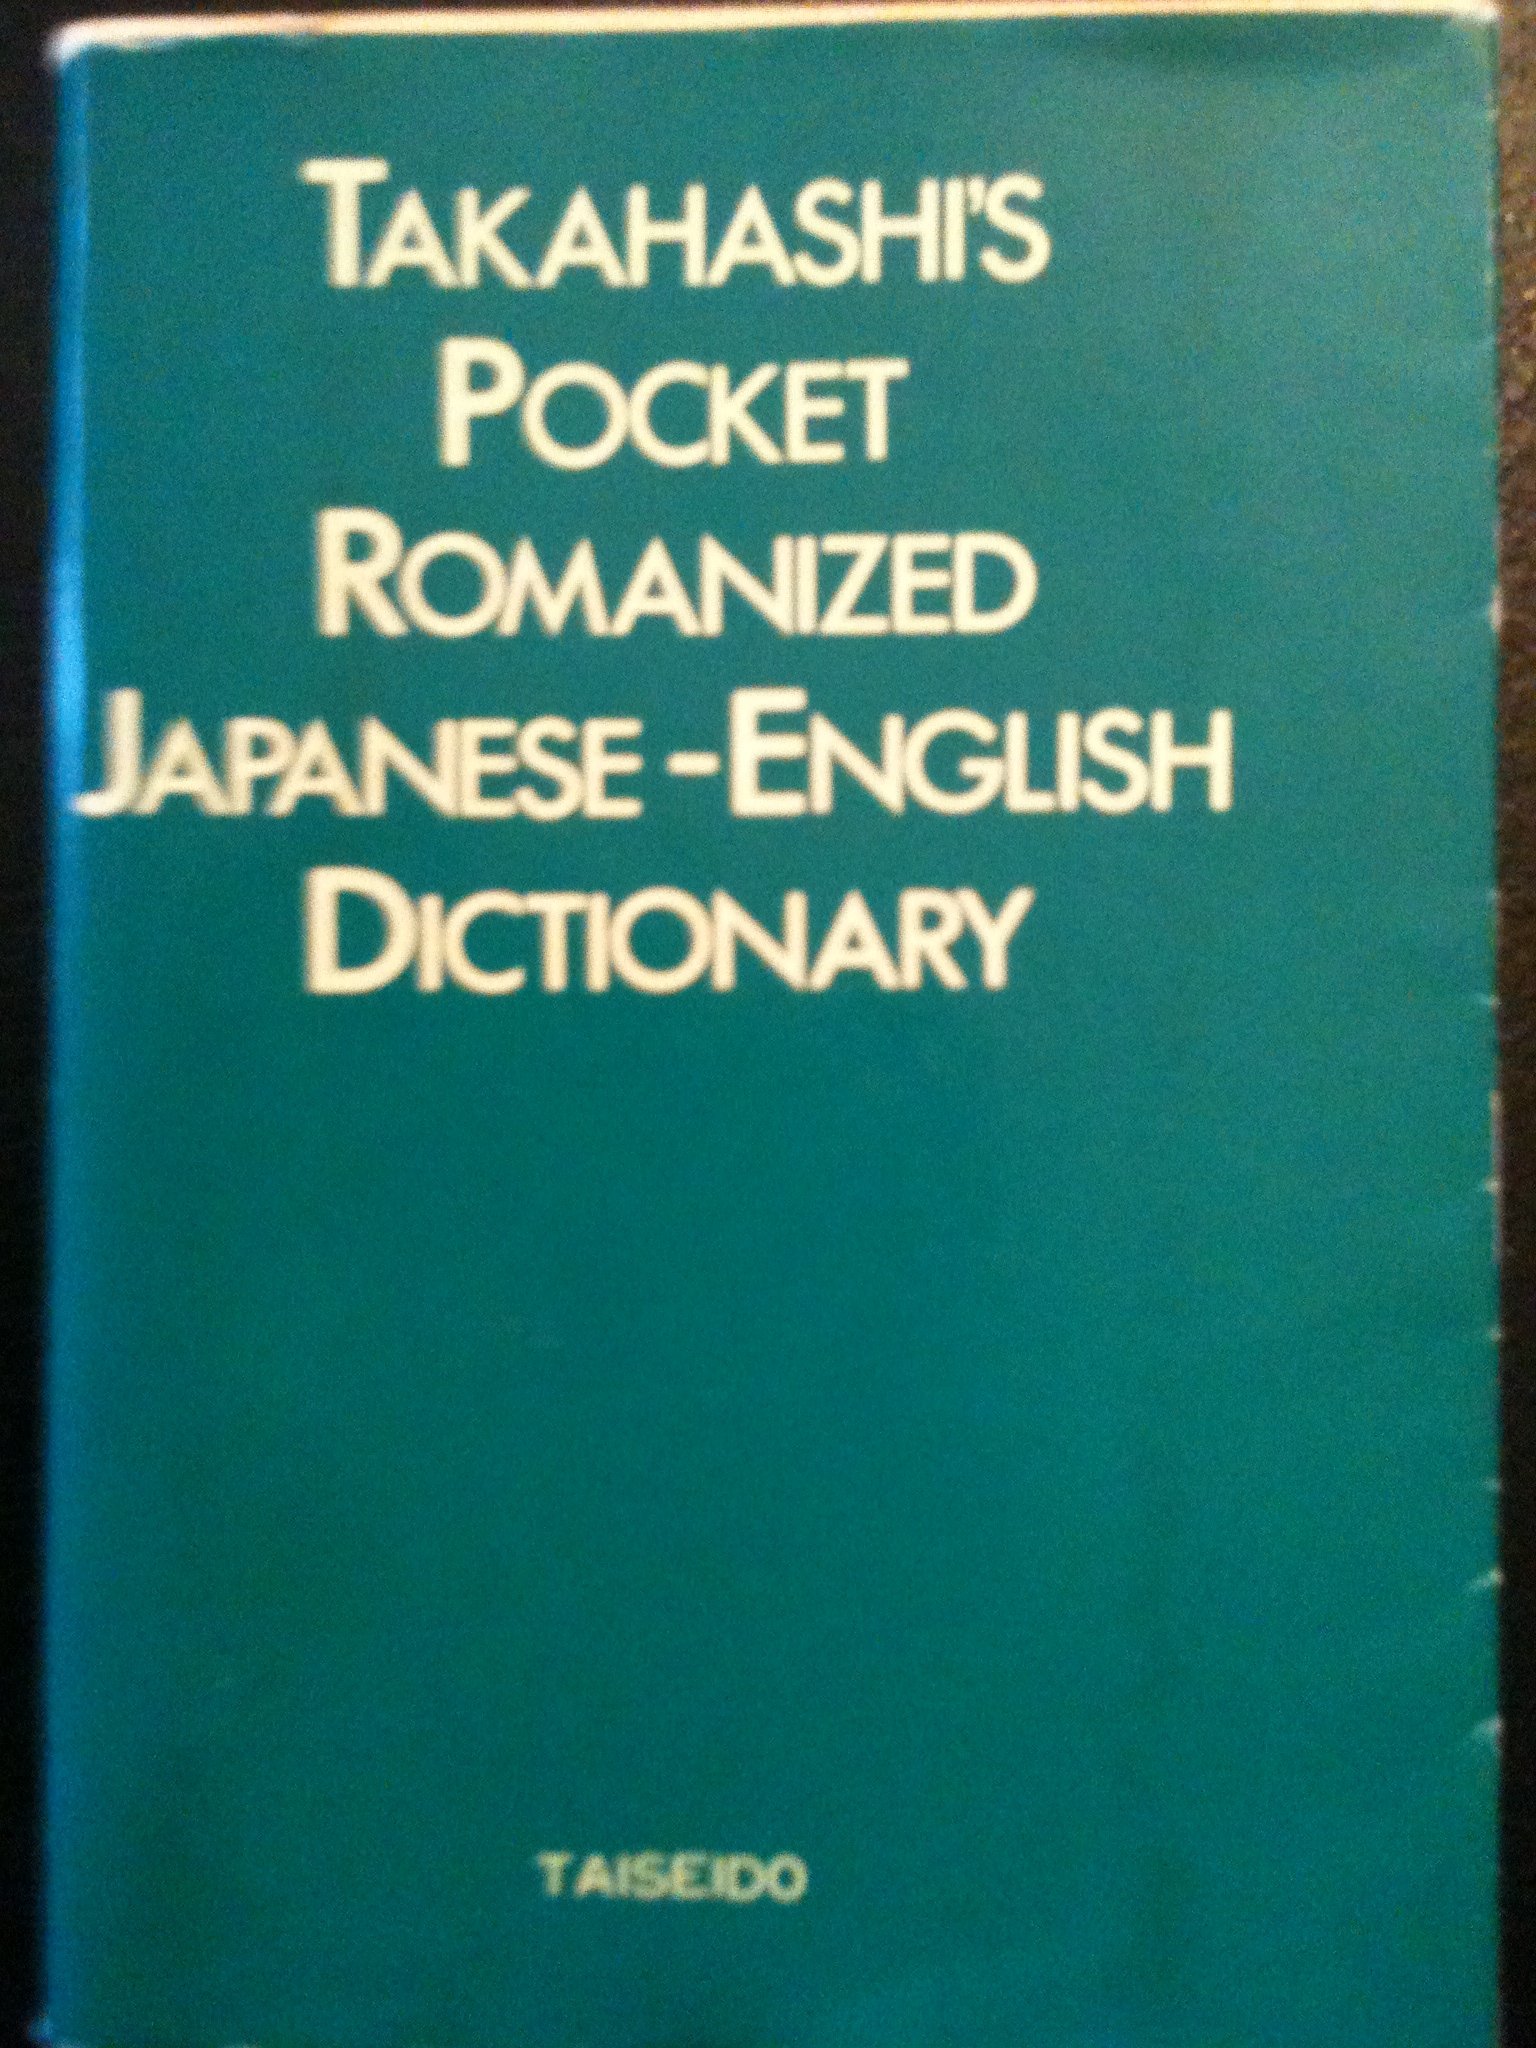 TAKAHASHI'S
POCKET
ROMANIZED
JAPANESE-ENGLISH
DICTIONARY
TAISEIDO